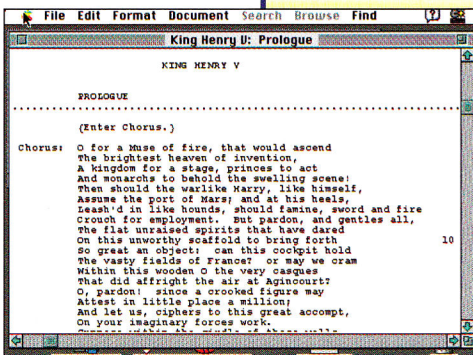 File Edit Format Document Search Browse Find
King Henry V: Prologue
KING HENRY V
PROLOGUE
(Enter Chorus.)
Chorus: O for a Muse of fire, that would ascend
The brightest heaven of invention,
A kingdom for a stage, princes to act
And monarchs to behold the swelling scene!
Then should the warlike Harry, like himself,
Assume the port of Mars; and at his heels,
Leash'd in like hounds, should famine, sword and fire
Crouch for employment. But pardon, and gentles all,
The flat unraised spirits that have dared
On this unworthy scaffold to bring forth 10
So great an object: can this cockpit hold
The vasty fields of France? or may we cram
Within this wooden O the very casques
That did affright the air at Agincourt?
O, pardon! since a crooked figure may
Attest in little place a million;
And let us, ciphers to this great accompt,
On your imaginary forces work.